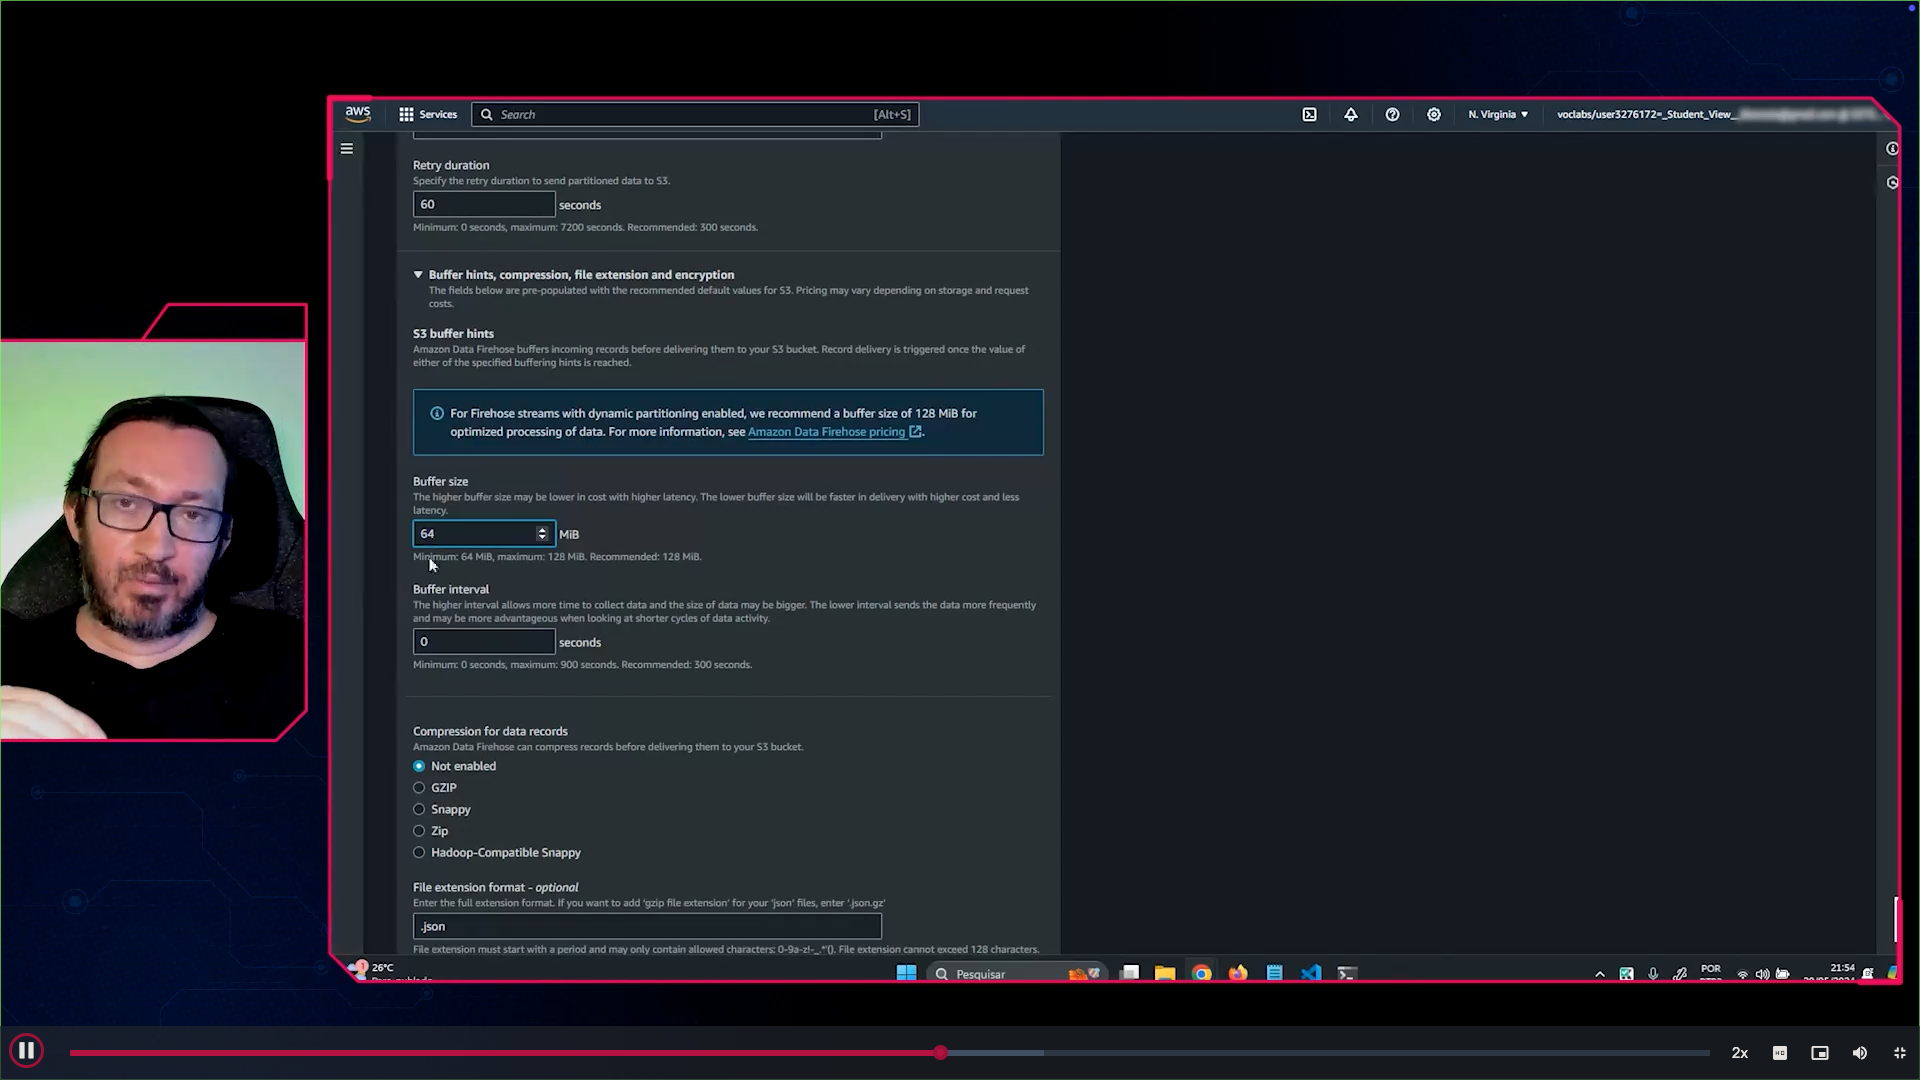 aws
Services
Search
[Alt+S]
N. Virginia
voclabs/user3276172=_Student_View_
Retry duration
Specify the retry duration to send partitioned data to S3.
60
seconds
Minimum: 0 seconds, maximum: 7200 seconds. Recommended: 300 seconds.
Buffer hints, compression, file extension and encryption
The fields below are pre-populated with the recommended default values for S3. Pricing may vary depending on storage and request
costs.
S3 buffer hints
Amazon Data Firehose buffers incoming records before delivering them to your S3 bucket. Record delivery is triggered once the value of
either of the specified buffering hints is reached.
For Firehose streams with dynamic partitioning enabled, we recommend a buffer size of 128 MiB for
optimized processing of data. For more information, see Amazon Data Firehose pricing.
Buffer size
The higher buffer size may be lower in cost with higher latency. The lower buffer size will be faster in delivery with higher cost and less
latency.
64
MiB
Minimum: 64 MiB, maximum: 128 MiB. Recommended: 128 MiB.
Buffer interval
The higher interval allows more time to collect data and the size of data may be bigger. The lower interval sends the data more frequently
and may be more advantageous when looking at shorter cycles of data activity.
0
seconds
Minimum: 0 seconds, maximum: 900 seconds. Recommended: 300 seconds.
Compression for data records
Amazon Data Firehose can compress records before delivering them to your S3 bucket.
Not enabled
GZIP
Snappy
Zip
Hadoop-Compatible Snappy
File extension format - optional
Enter the full extension format. If you want to add 'gzip file extension' for your 'json' files, enter '.json.gz'
.json
File extension must start with a period and may only contain allowed characters: 0-9a-z!-_.*'(). File extension cannot exceed 128 characters.
1
26°C
Pesquisar
POR
21:54
2x
HD